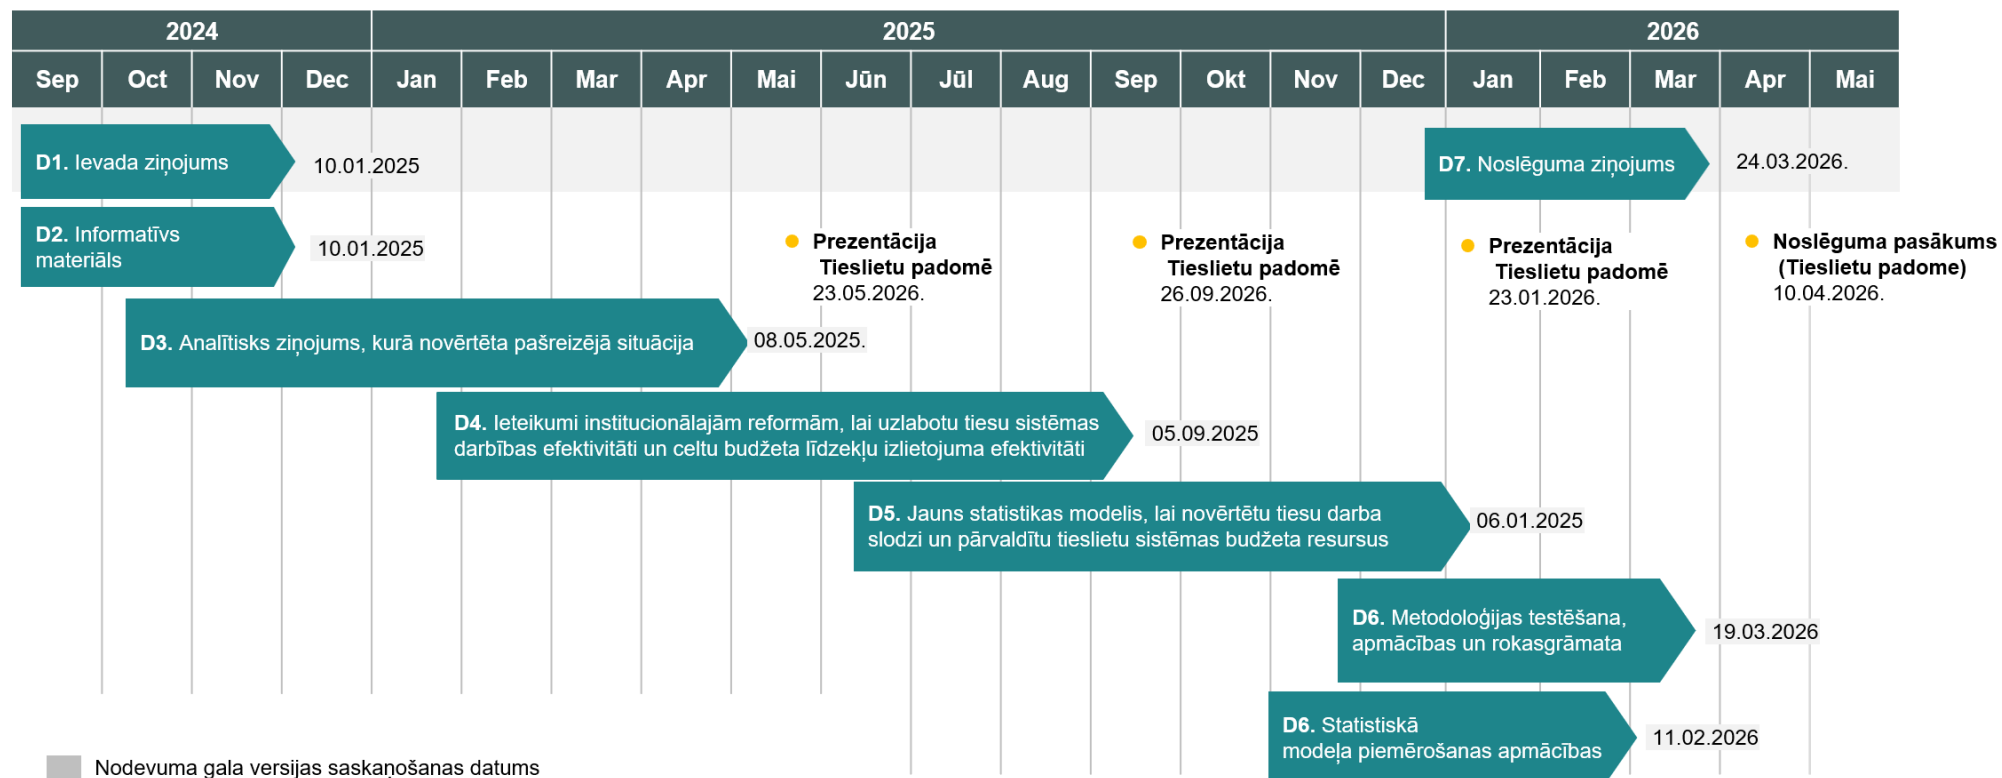 2024 2025 2026
Sep Oct Nov Dec Jan Feb Mar Apr Mai Jūn Jūl Aug Sep Okt Nov Dec Jan Feb Mar Apr Mai
D1. Ievada ziņojums
10.01.2025
D7. Noslēguma ziņojums
24.03.2026.
D2. Informatīvs
materiāls
10.01.2025
Prezentācija
Tieslietu padomē
23.05.2026.
Prezentācija
Tieslietu padomē
26.09.2026.
Prezentācija
Tieslietu padomē
23.01.2026.
Noslēguma pasākums
(Tieslietu padome)
10.04.2026.
D3. Analītisks ziņojums, kurā novērtēta pašreizējā situācija
08.05.2025.
D4. Ieteikumi institucionālajām reformām, lai uzlabotu tiesu sistēmas
darbības efektivitāti un celtu budžeta līdzekļu izlietojuma efektivitāti
05.09.2025
D5. Jauns statistikas modelis, lai novērtētu tiesu darba
slodzi un pārvaldītu tieslietu sistēmas budžeta resursus
06.01.2025
D6. Metodoloģijas testēšana,
apmācības un rokasgrāmata
19.03.2026
D6. Statistiskā
modeļa piemērošanas apmācības
11.02.2026
Nodevuma gala versijas saskaņošanas datums